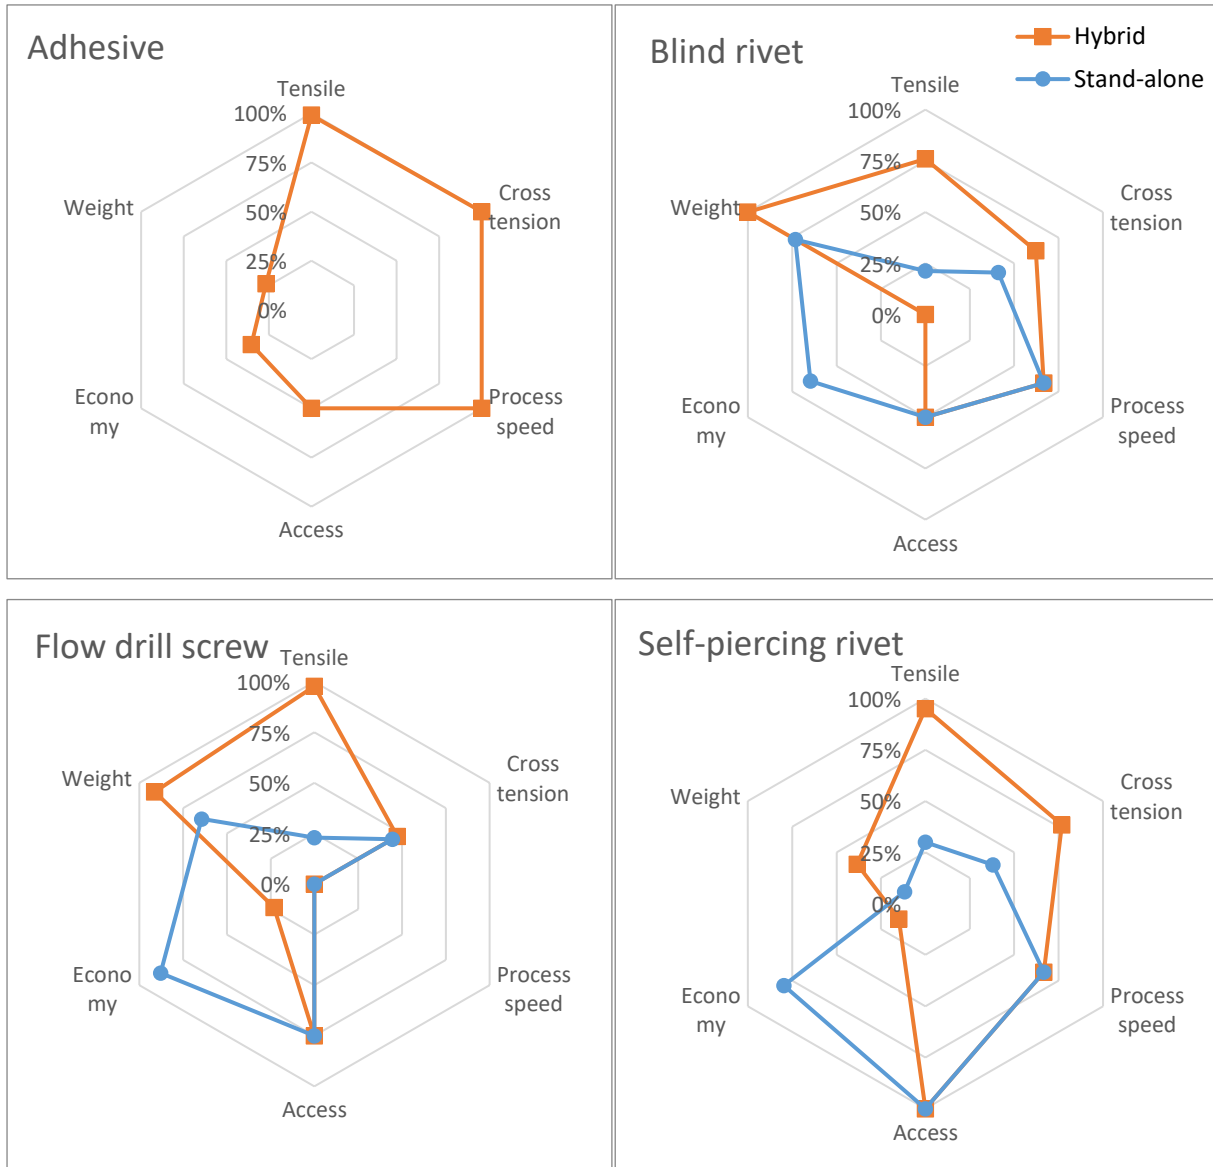 Adhesive
Tensile
100%
75%
50%
25%
0%
Cross
tension
Process
speed
Access
Econo
my
Weight
Blind rivet
Hybrid
Stand-alone
Tensile
100%
75%
50%
25%
0%
Cross
tension
Process
speed
Access
Econo
my
Weight
Flow drill screw
Tensile
100%
75%
50%
25%
0%
Cross
tension
Process
speed
Access
Econo
my
Weight
Self-piercing rivet
Tensile
100%
75%
50%
25%
0%
Cross
tension
Process
speed
Access
Econo
my
Weight